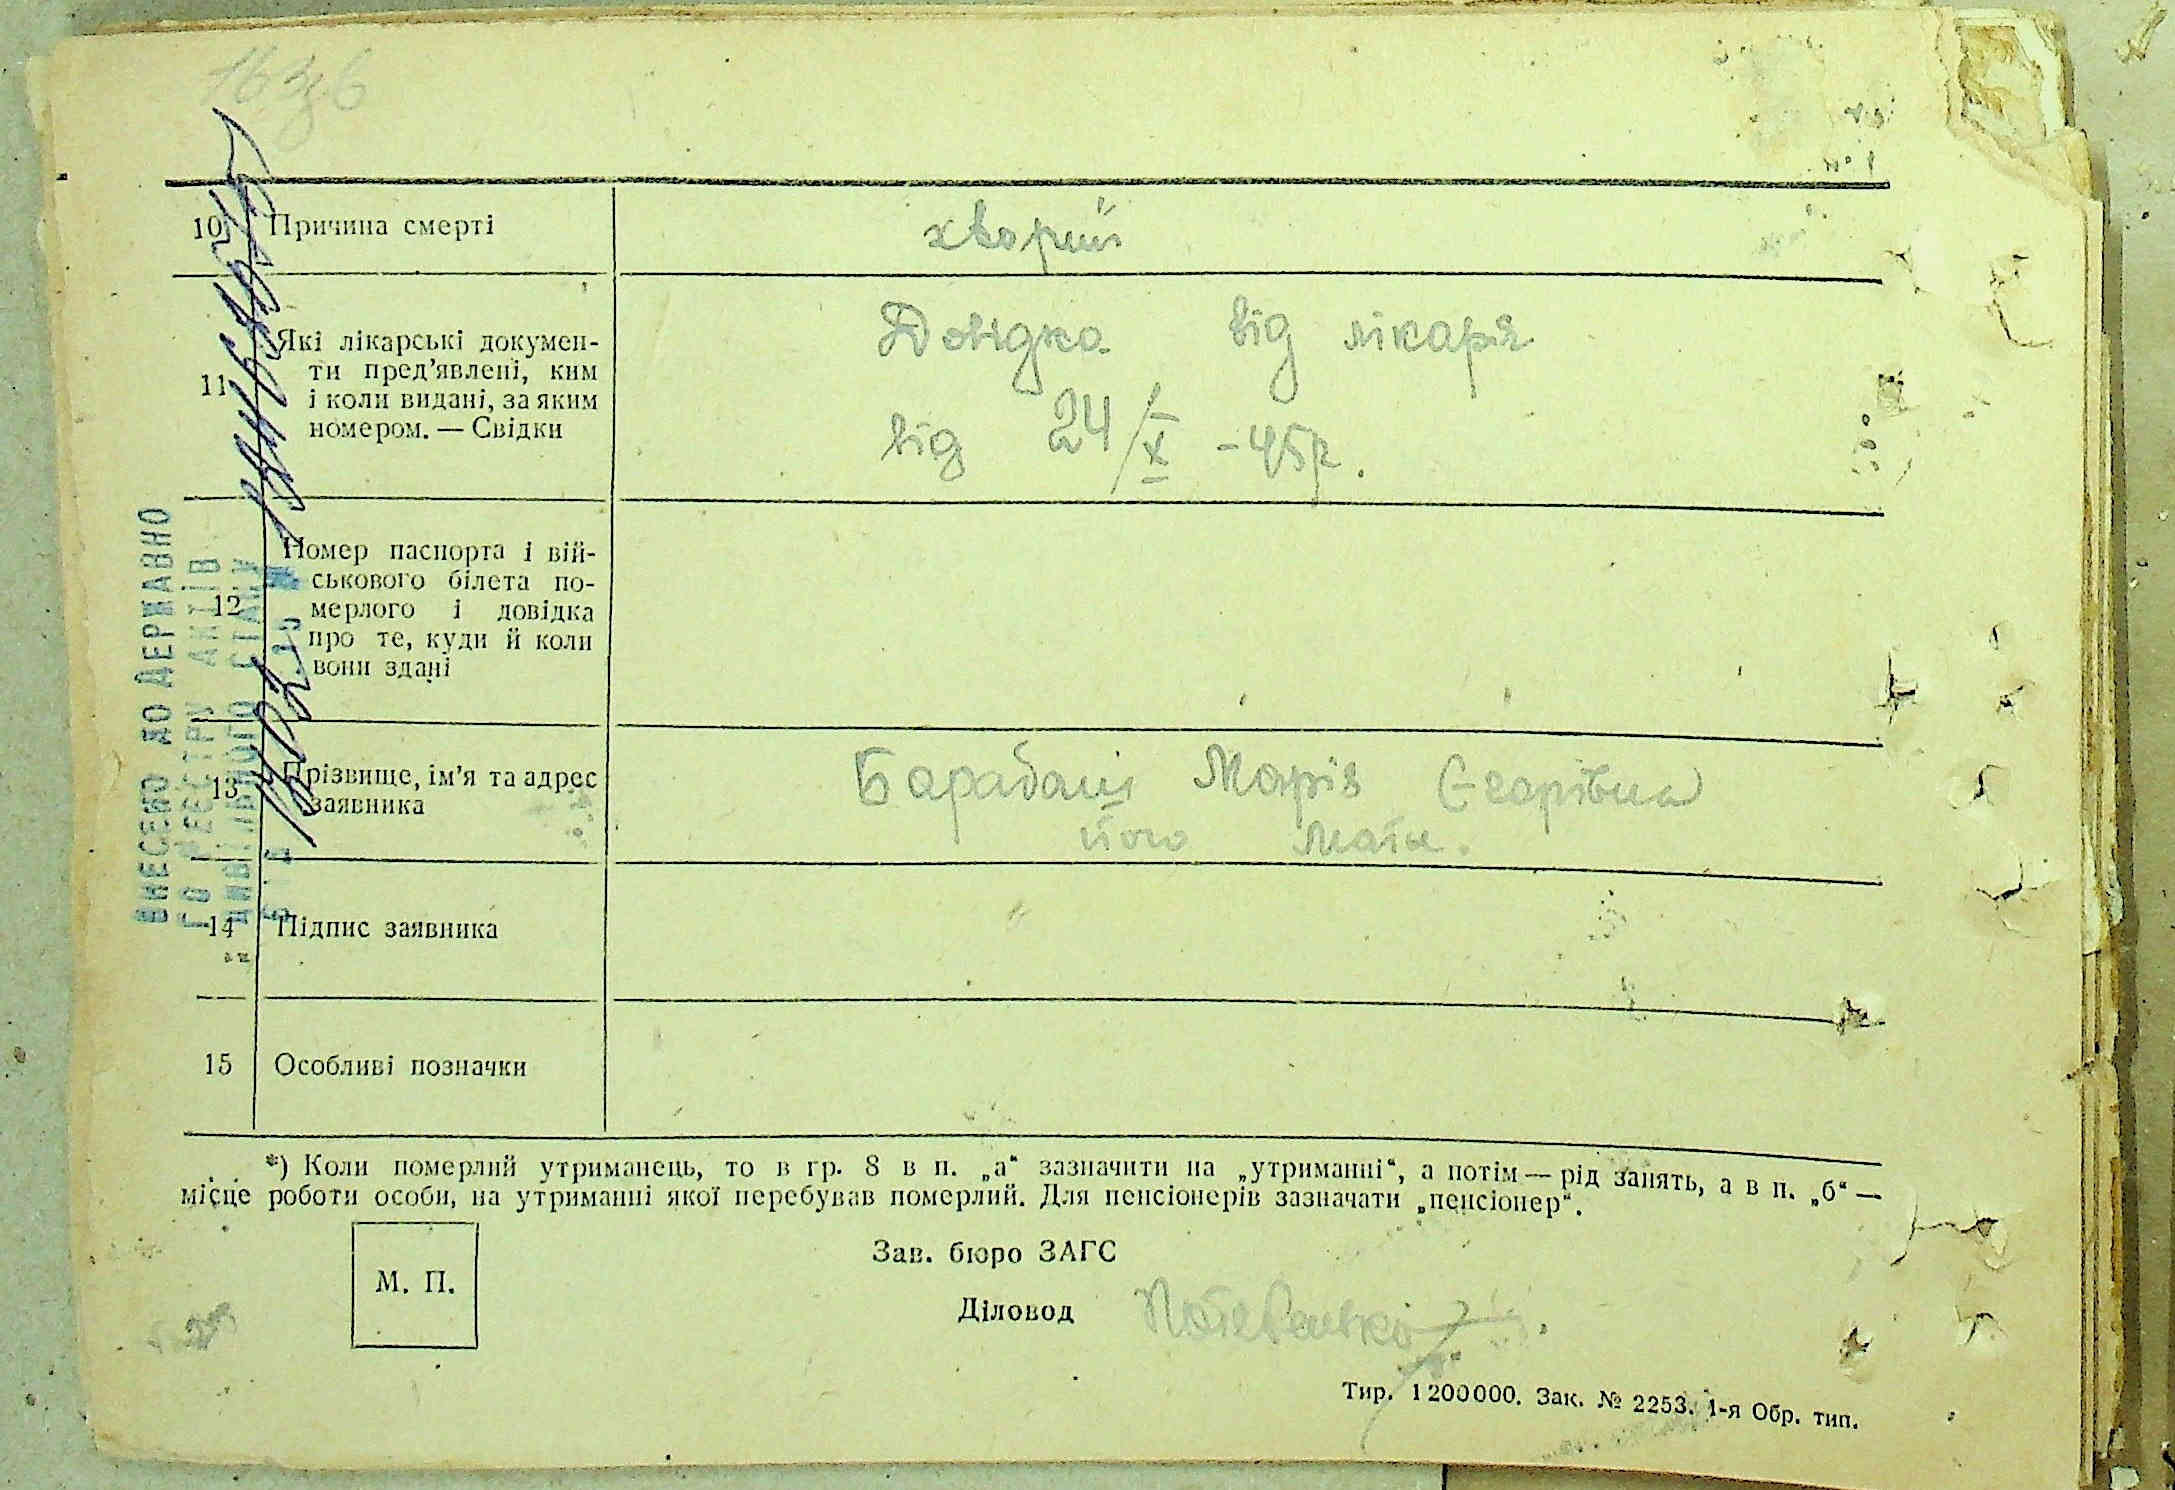 10 Причина смерті хворий
11 Які лікарські докумен-
ти пред’явлені, ким
і коли видані, за яким
номером. — Свідки
Довідка від лікаря
від 24/X -45р.
12 Номер паспорта і вій-
ськового білета по-
мерлого і довідка
про те, куди й коли
вони здані
13 Прізвище, ім’я та адрес
заявника
Барабаш Марія Єгорівна
його мати.
14 Підпис заявника
15 Особливі позначки
*) Коли померлий утриманець, то в гр. 8 в п. „а“ зазначити на „утриманні“, а потім — рід занять, а в п. „б“ —
місце роботи особи, на утриманні якої перебував померлий. Для пенсіонерів зазначати „пенсіонер“.
М. П.
Зав. бюро ЗАГС
Діловод
Тир. 1200000. Зак. № 2253. 1-я Обр. тип.
ВНЕСЕНО ДО ДЕРЖАВНО
ГО РЕЄСТРУ АКТІВ
ЦИВІЛЬНОГО СТАНУ